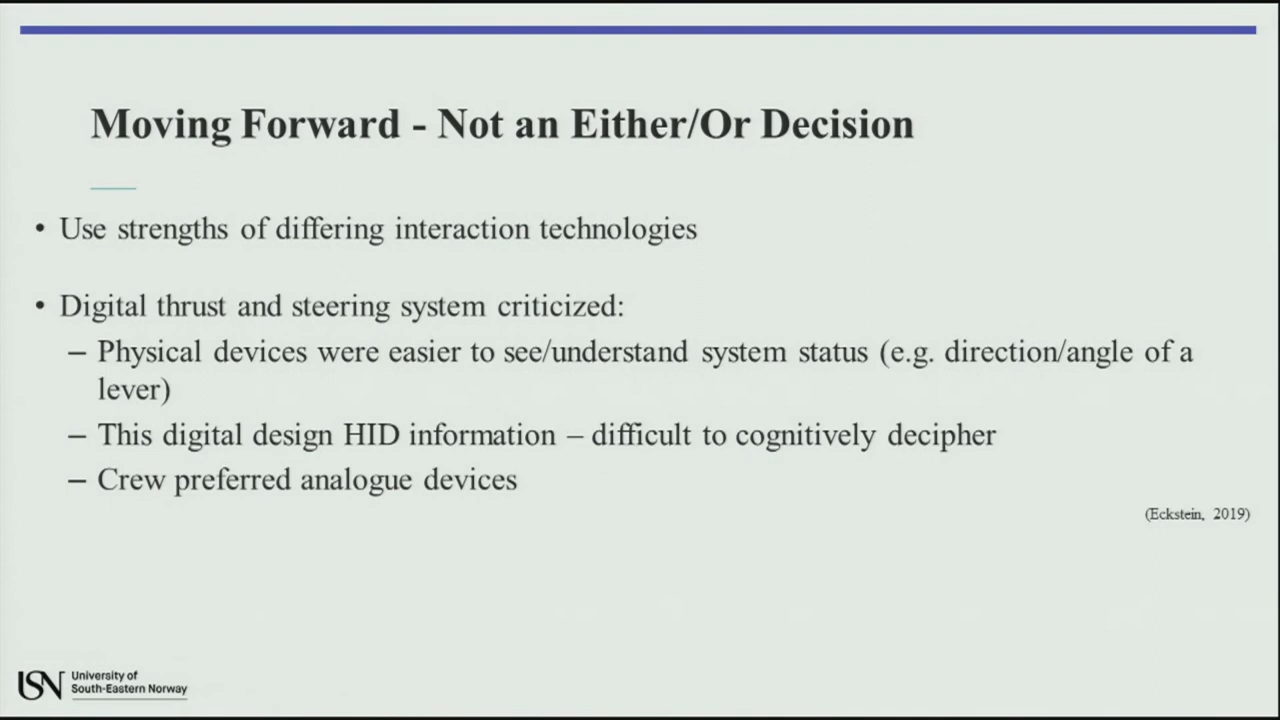 Moving Forward - Not an Either/Or Decision
• Use strengths of differing interaction technologies
• Digital thrust and steering system criticized:
– Physical devices were easier to see/understand system status (e.g. direction/angle of a
lever)
– This digital design HID information – difficult to cognitively decipher
– Crew preferred analogue devices
(Eckstein, 2019)
USN University of
South-Eastern Norway